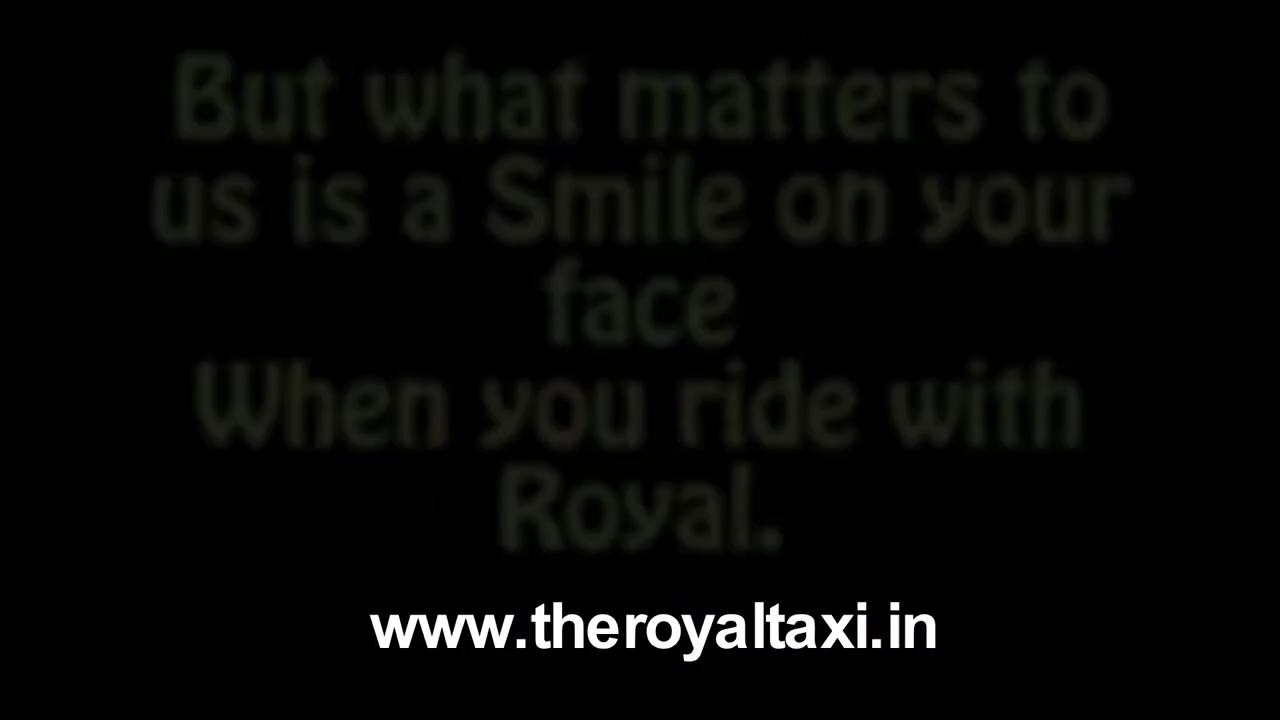 But what matters to
us is a Smile on your
face
When you ride with
Royal.
www.theroyaltaxi.in